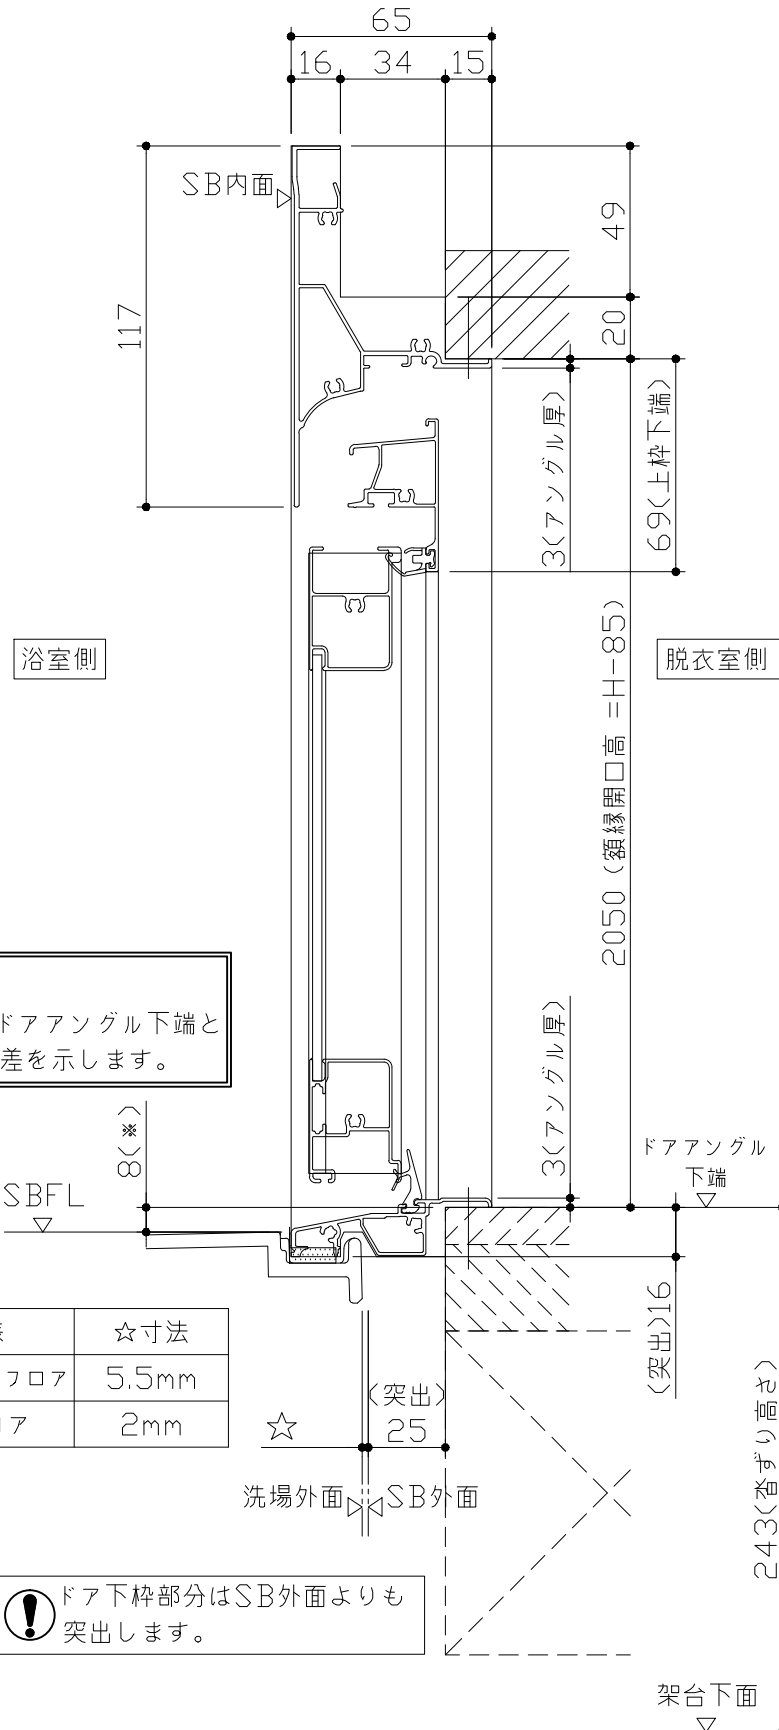 65
16
34
15
SB内面
49
117
20
3(アングル厚)
69(上枠下端)
浴室側
脱衣室側
2050 (額縁開口高 =H-85)
ドアアングル下端と
差を示します。
8(※)
3(アングル厚)
ドアアングル
下端
SBFL
(突出)16
☆寸法
フロア
5.5mm
ア
2mm
(突出)
☆
25
243(沓ずり高さ)
洗場外面
SB外面
ドア下枠部分はSB外面よりも
突出します。
架台下面